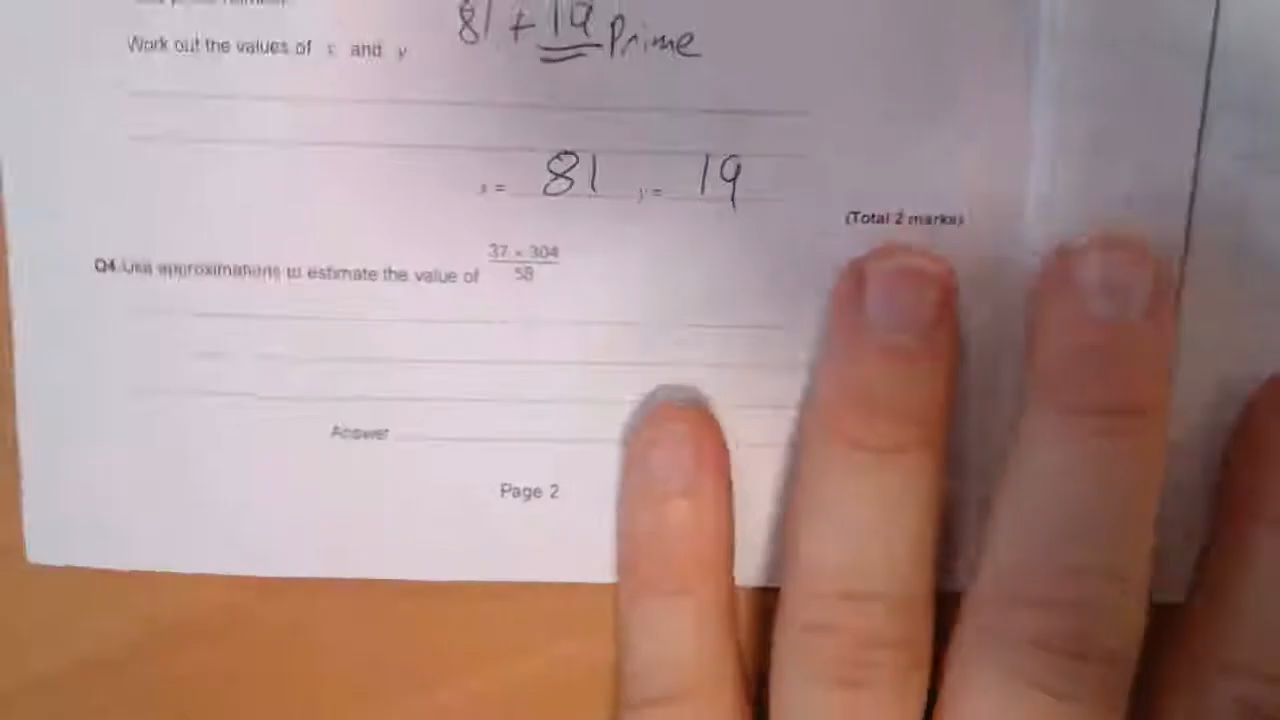 81 + 19 Prime
Work out the values of x and y
x = 81 y = 19
(Total 2 marks)
Q4. Use approximations to estimate the value of 37 × 304
58
Answer
Page 2